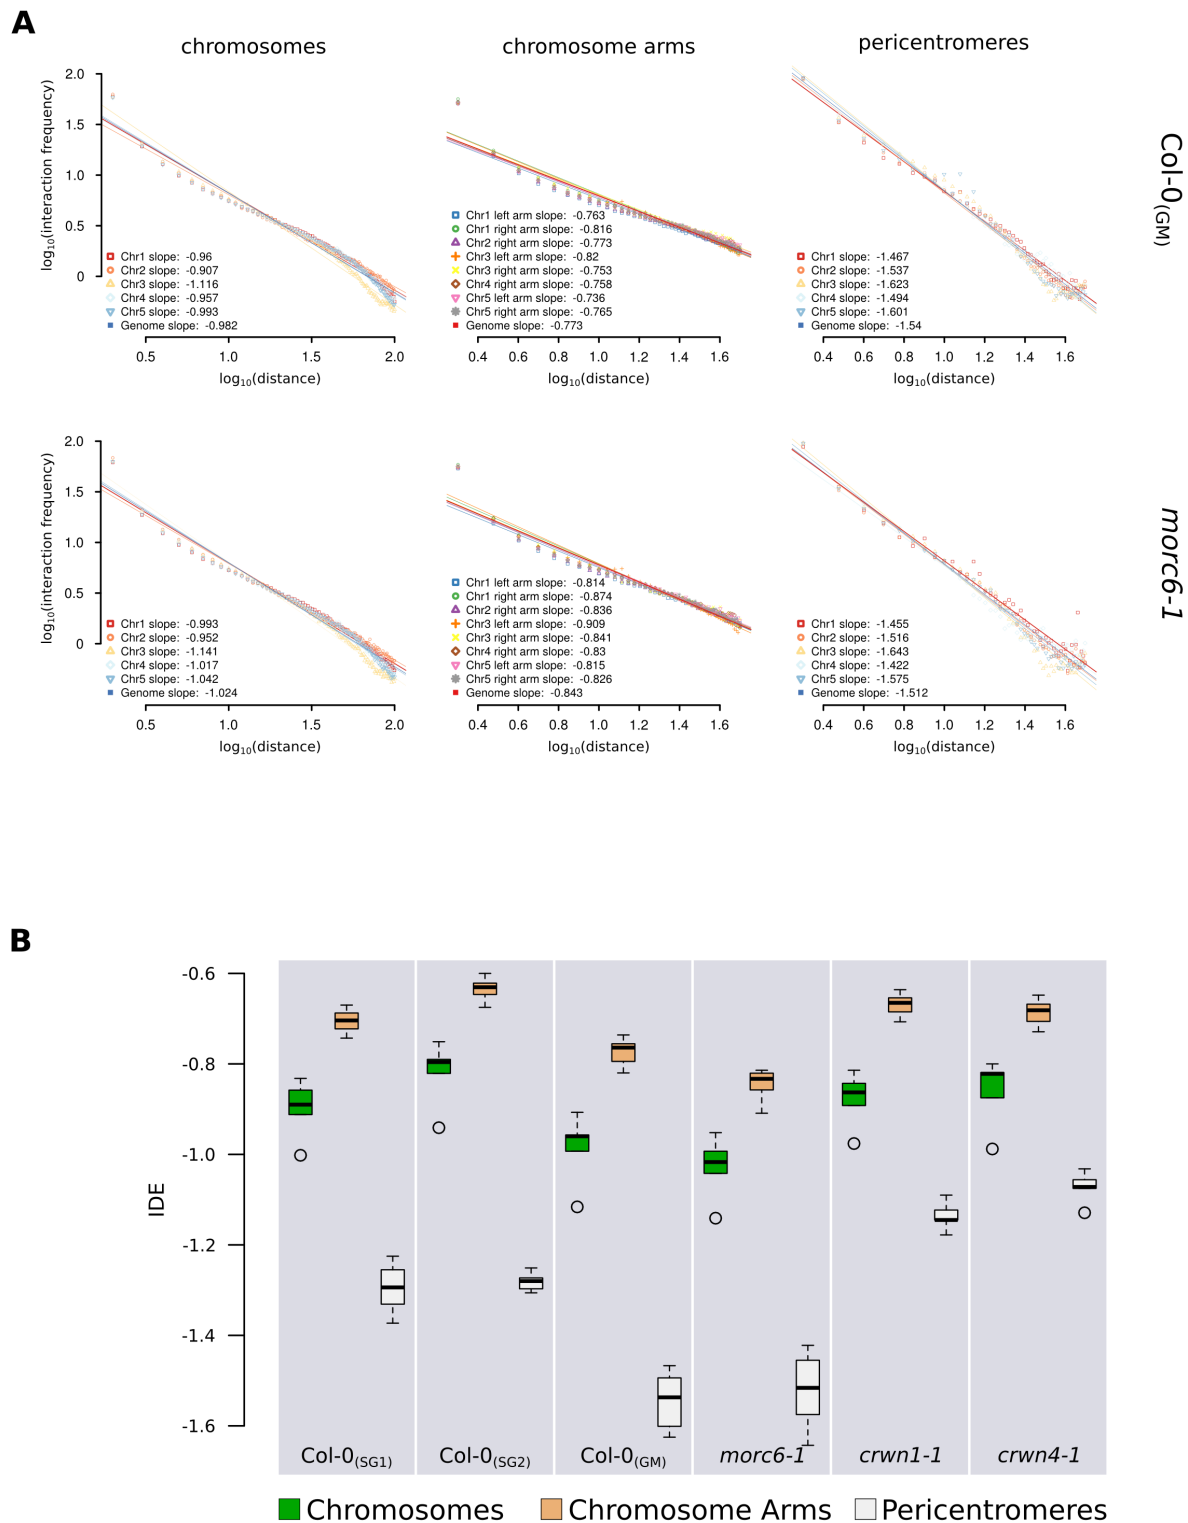 A
chromosomes
chromosome arms
pericentromeres
log10(interaction frequency)
2.0
1.5
1.0
0.5
0
Chr1 slope: -0.96
Chr2 slope: -0.907
Chr3 slope: -1.116
Chr4 slope: -0.957
Chr5 slope: -0.993
Genome slope: -0.982
0.5 1.0 1.5 2.0
log10(distance)
Chr1 left arm slope: -0.763
Chr1 right arm slope: -0.816
Chr2 right arm slope: -0.773
Chr3 left arm slope: -0.82
Chr3 right arm slope: -0.753
Chr4 right arm slope: -0.758
Chr5 left arm slope: -0.736
Chr5 right arm slope: -0.765
Genome slope: -0.773
0.4 0.6 0.8 1.0 1.2 1.4 1.6
log10(distance)
Chr1 slope: -1.467
Chr2 slope: -1.537
Chr3 slope: -1.623
Chr4 slope: -1.494
Chr5 slope: -1.601
Genome slope: -1.54
0.4 0.6 0.8 1.0 1.2 1.4 1.6
log10(distance)
Col-0(GM)
log10(interaction frequency)
2.0
1.5
1.0
0.5
0
Chr1 slope: -0.993
Chr2 slope: -0.952
Chr3 slope: -1.141
Chr4 slope: -1.017
Chr5 slope: -1.042
Genome slope: -1.024
0.5 1.0 1.5 2.0
log10(distance)
Chr1 left arm slope: -0.814
Chr1 right arm slope: -0.874
Chr2 right arm slope: -0.836
Chr3 left arm slope: -0.909
Chr3 right arm slope: -0.841
Chr4 right arm slope: -0.83
Chr5 left arm slope: -0.815
Chr5 right arm slope: -0.826
Genome slope: -0.843
0.4 0.6 0.8 1.0 1.2 1.4 1.6
log10(distance)
Chr1 slope: -1.455
Chr2 slope: -1.516
Chr3 slope: -1.643
Chr4 slope: -1.422
Chr5 slope: -1.575
Genome slope: -1.512
0.4 0.6 0.8 1.0 1.2 1.4 1.6
log10(distance)
morc6-1
B
IDE
-0.6
-0.8
-1.0
-1.2
-1.4
-1.6
Col-0(SG1) Col-0(SG2) Col-0(GM) morc6-1 crwn1-1 crwn4-1
Chromosomes Chromosome Arms Pericentromeres